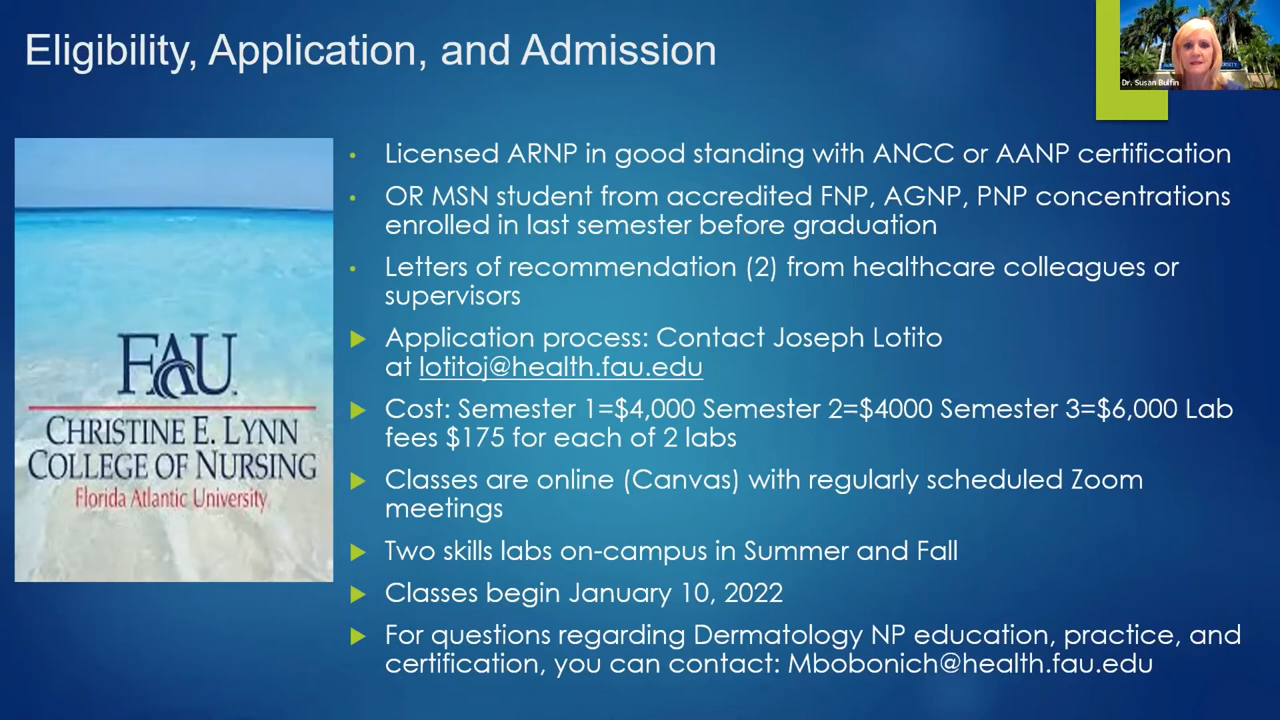 Eligibility, Application, and Admission
Dr. Susan Bulfin
• Licensed ARNP in good standing with ANCC or AANP certification
• OR MSN student from accredited FNP, AGNP, PNP concentrations
enrolled in last semester before graduation
• Letters of recommendation (2) from healthcare colleagues or
supervisors
Application process: Contact Joseph Lotito
at lotitoj@health.fau.edu
Cost: Semester 1=$4,000 Semester 2=$4000 Semester 3=$6,000 Lab
fees $175 for each of 2 labs
Classes are online (Canvas) with regularly scheduled Zoom
meetings
Two skills labs on-campus in Summer and Fall
Classes begin January 10, 2022
For questions regarding Dermatology NP education, practice, and
certification, you can contact: Mbobonich@health.fau.edu
FAU
CHRISTINE E. LYNN
COLLEGE OF NURSING
Florida Atlantic University